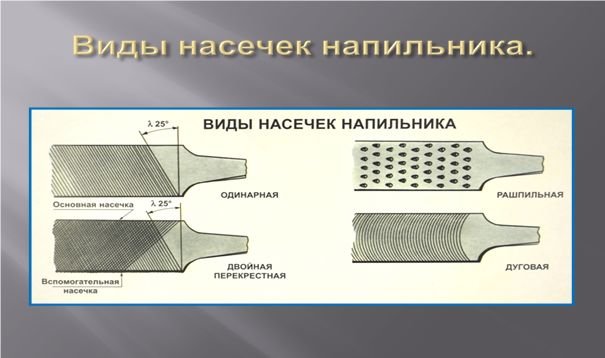 Виды насечек напильника.
ВИДЫ НАСЕЧЕК НАПИЛЬНИКА
λ 25°
ОДИНАРНАЯ
РАШПИЛЬНАЯ
Основная насечка
λ 25°
ДВОЙНАЯ
ПЕРЕКРЕСТНАЯ
ДУГОВАЯ
Вспомогательная
насечка